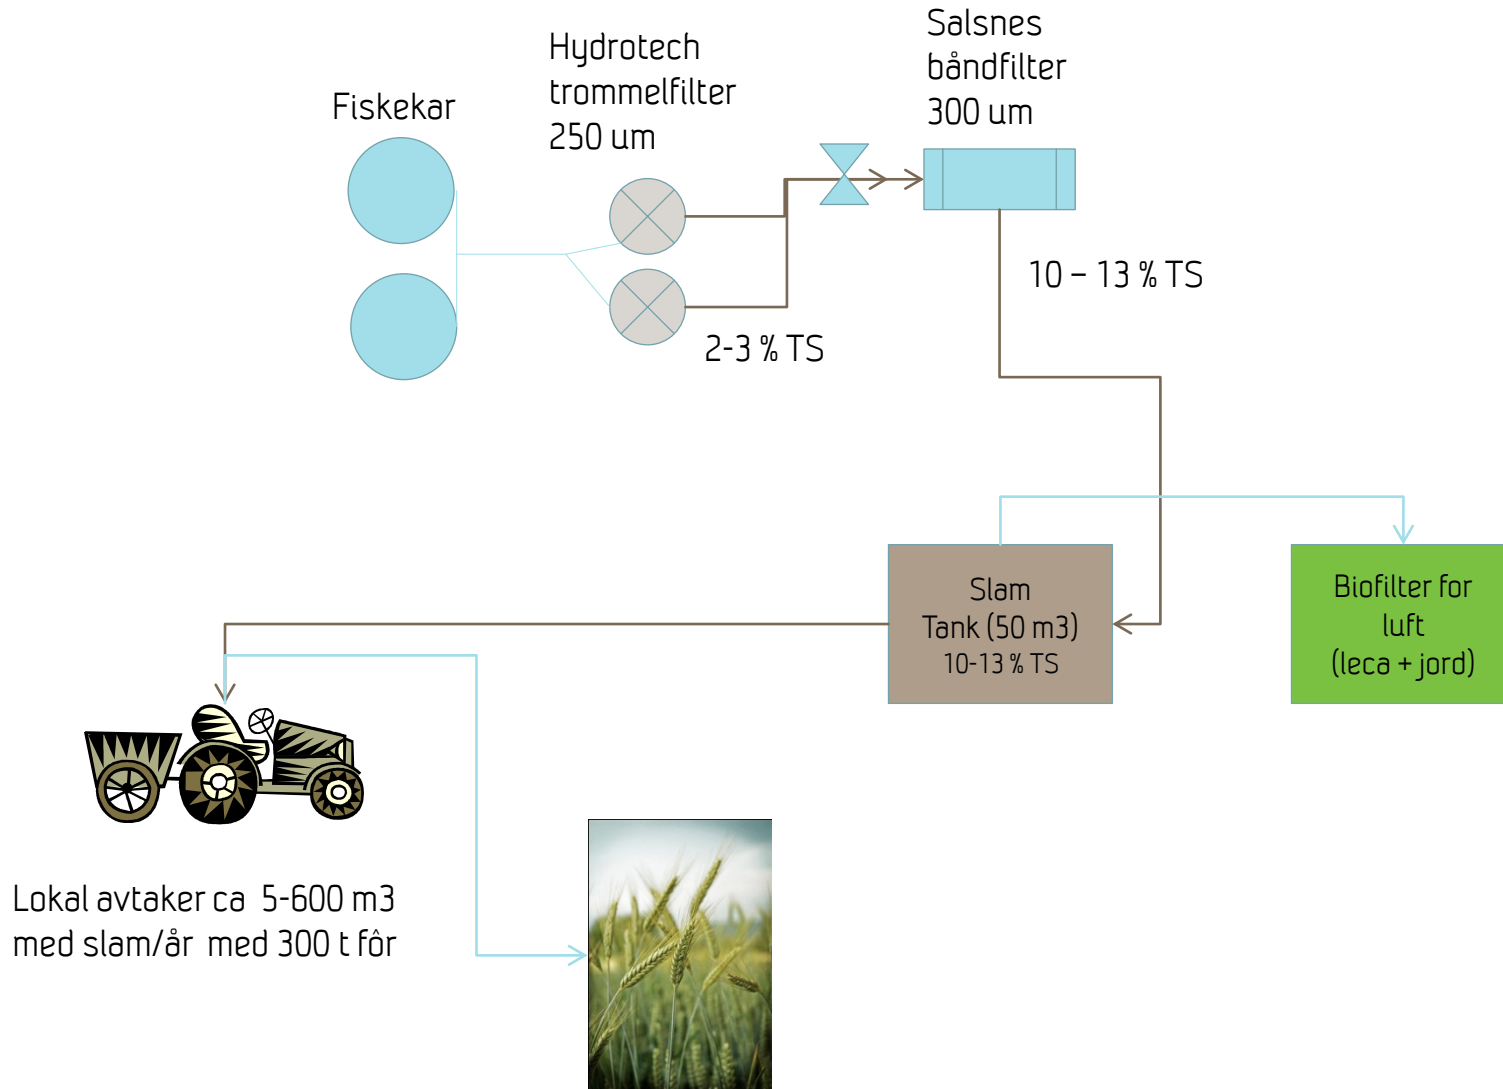 Fiskekar
Hydrotech
trommelfilter
250 um
Salsnes
båndfilter
300 um
10 – 13 % TS
2-3 % TS
Slam
Tank (50 m3)
10-13 % TS
Biofilter for
luft
(leca + jord)
Lokal avtaker ca 5-600 m3
med slam/år med 300 t fôr